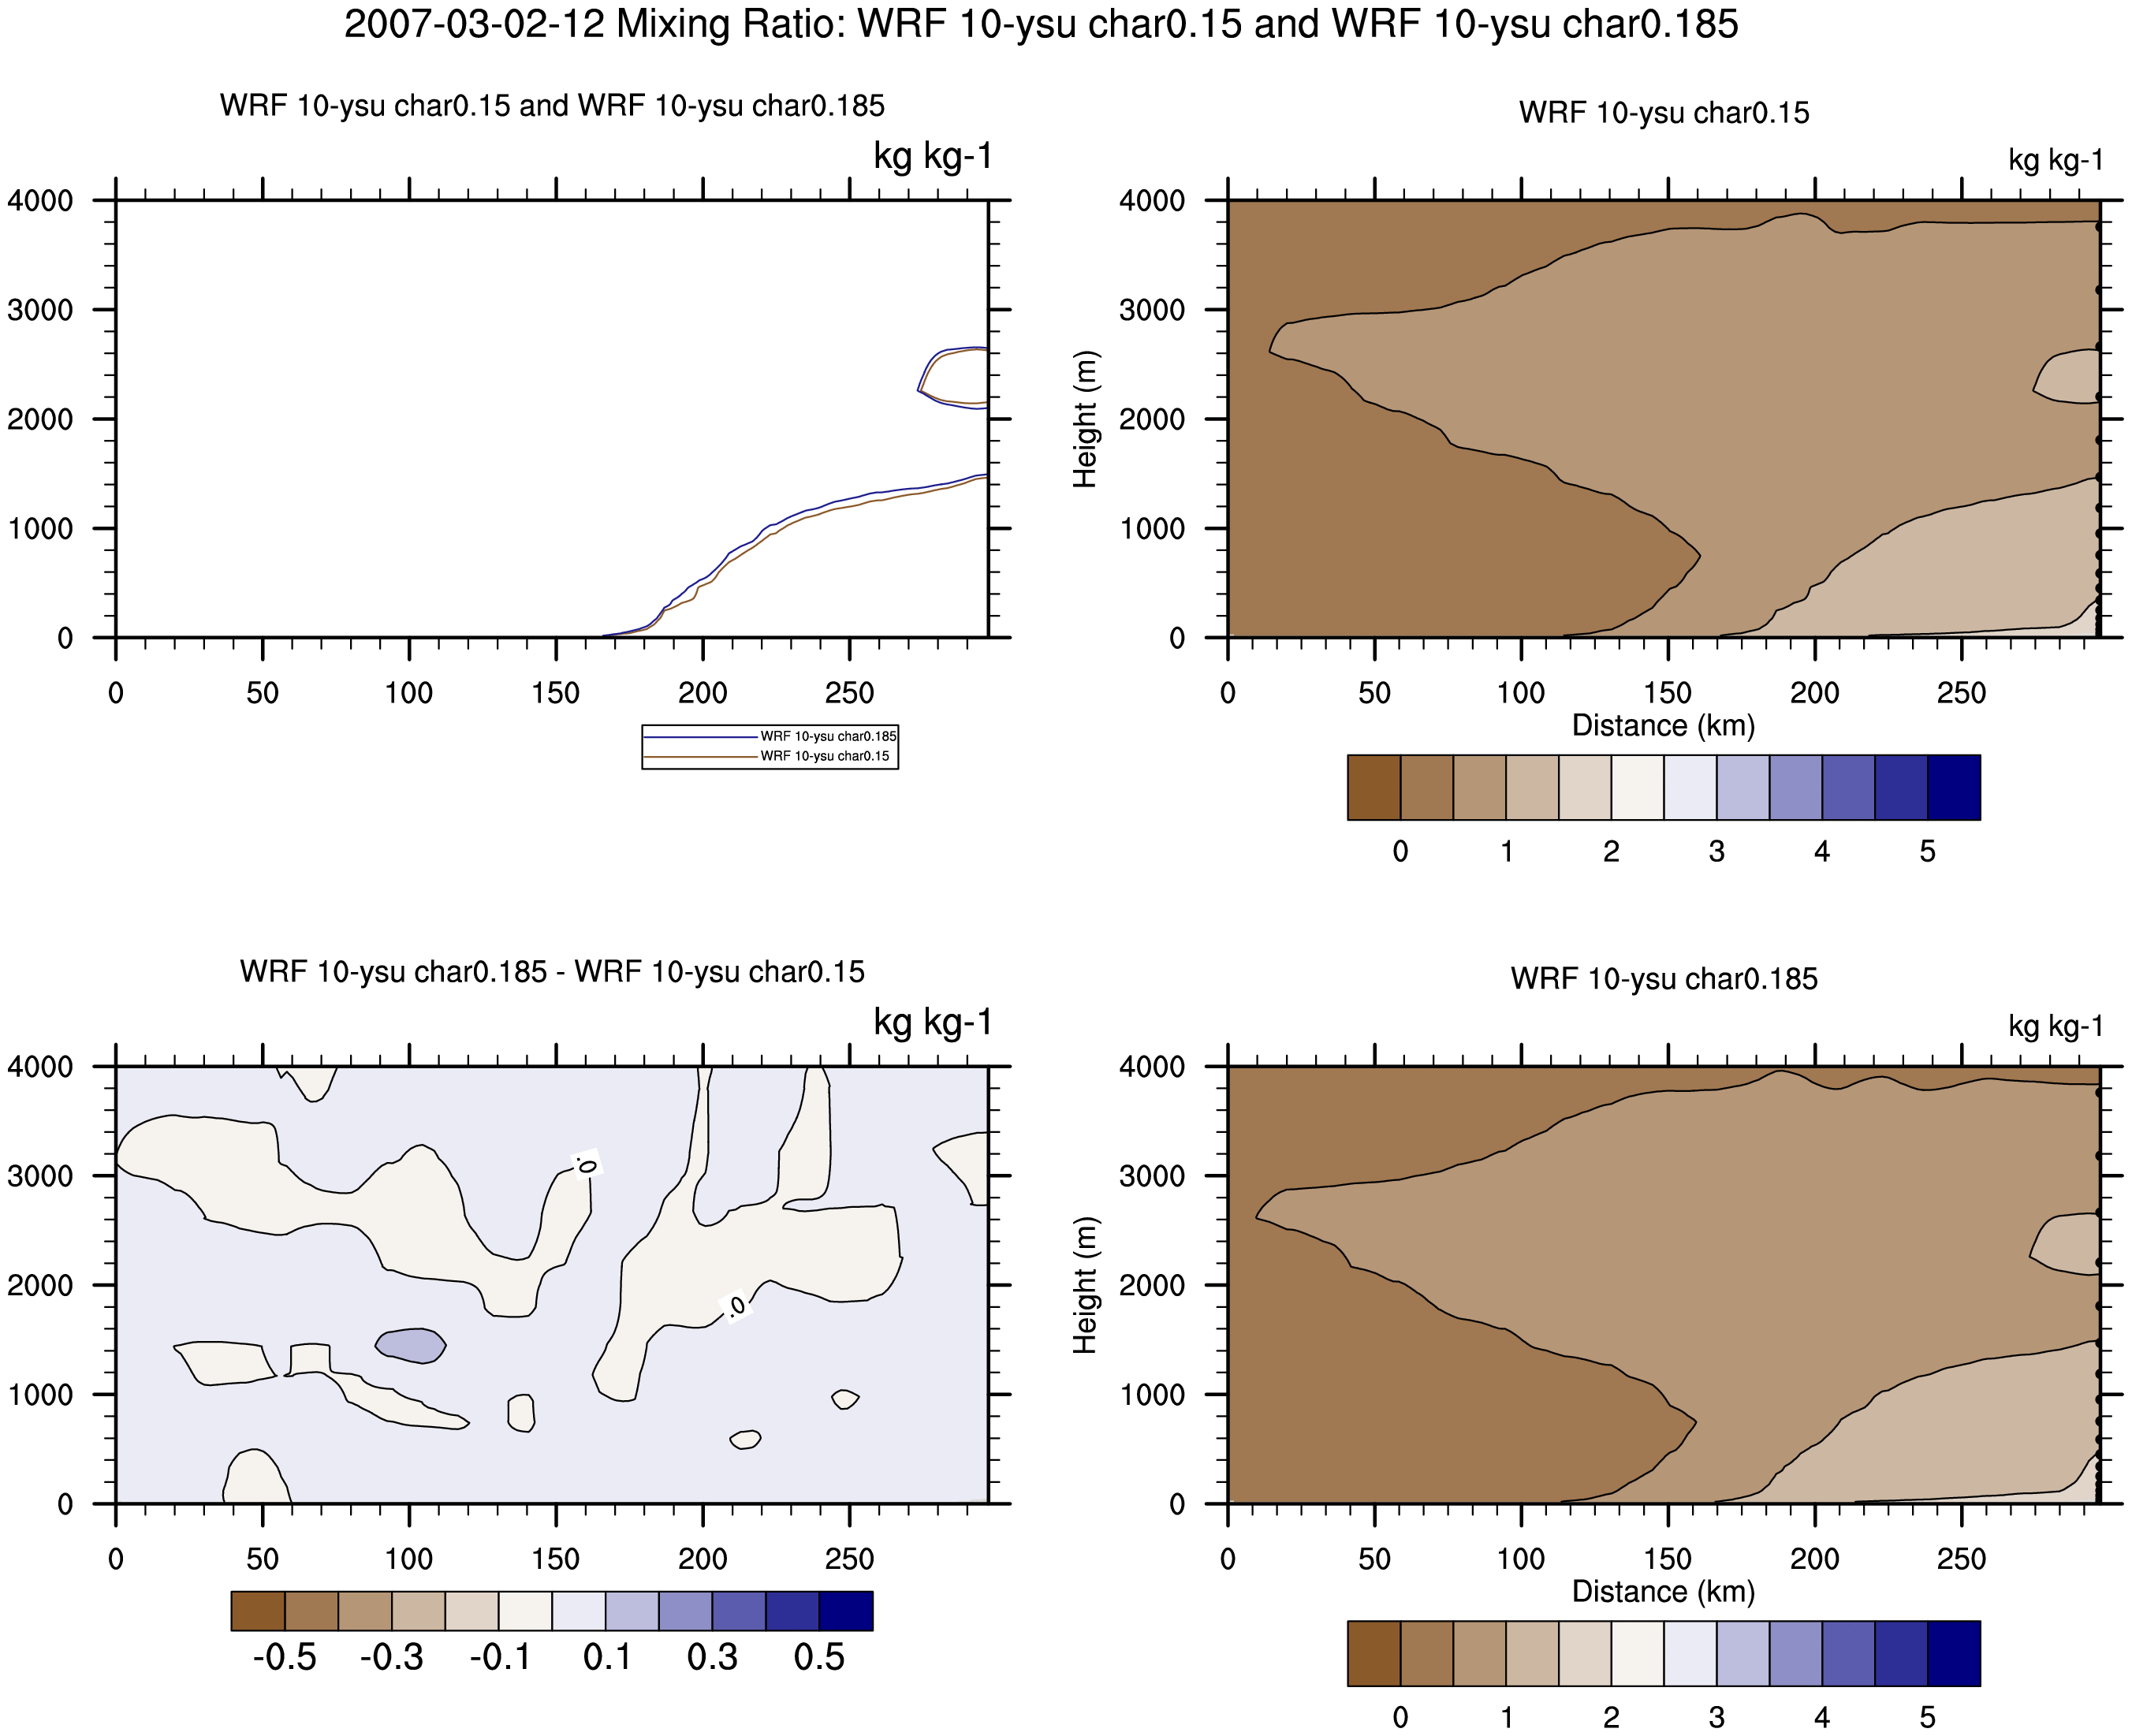 2007-03-02-12 Mixing Ratio: WRF 10-ysu char0.15 and WRF 10-ysu char0.185
WRF 10-ysu char0.15 and WRF 10-ysu char0.185
kg kg-1
4000
3000
2000
1000
0
0 50 100 150 200 250
WRF 10-ysu char0.185
WRF 10-ysu char0.15
WRF 10-ysu char0.15
kg kg-1
Height (m)
4000
3000
2000
1000
0
0 50 100 150 200 250
Distance (km)
0 1 2 3 4 5
WRF 10-ysu char0.185 - WRF 10-ysu char0.15
kg kg-1
4000
3000
2000
1000
0
.0
.0
0 50 100 150 200 250
-0.5 -0.3 -0.1 0.1 0.3 0.5
WRF 10-ysu char0.185
kg kg-1
Height (m)
4000
3000
2000
1000
0
0 50 100 150 200 250
Distance (km)
0 1 2 3 4 5